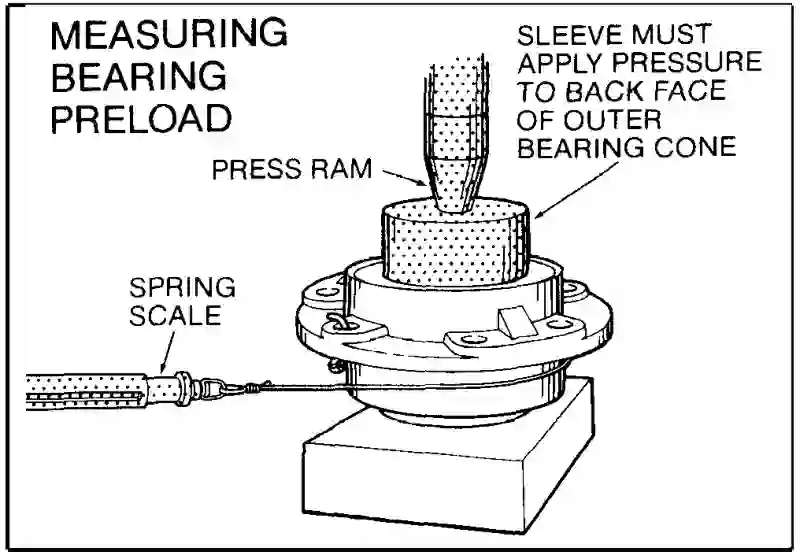 MEASURING
BEARING
PRELOAD
SLEEVE MUST
APPLY PRESSURE
TO BACK FACE
OF OUTER
BEARING CONE
PRESS RAM
SPRING
SCALE